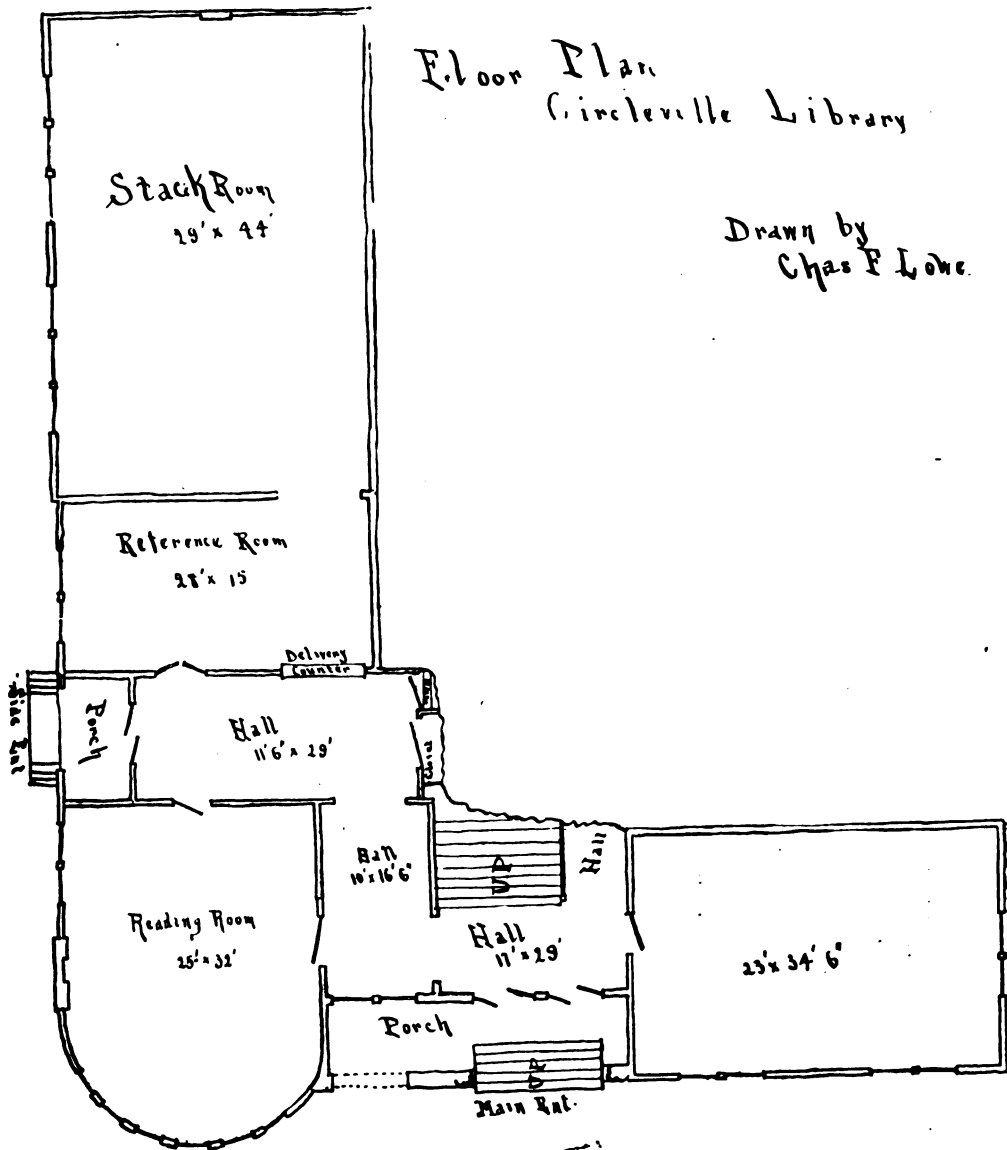 Floor Plan
Circleville Library
Drawn by
Chas F Lowe.
Stack Room
29' x 44'
Reference Room
28' x 15
Delivery
Counter
Side Ent
Porch
Hall
11'6" x 29'
Closet
Hall
10' x 16'6"
UP
Hall
Reading Room
25' x 32'
Hall
17' x 29'
23' x 34' 6"
Porch
UP
Main Ent.